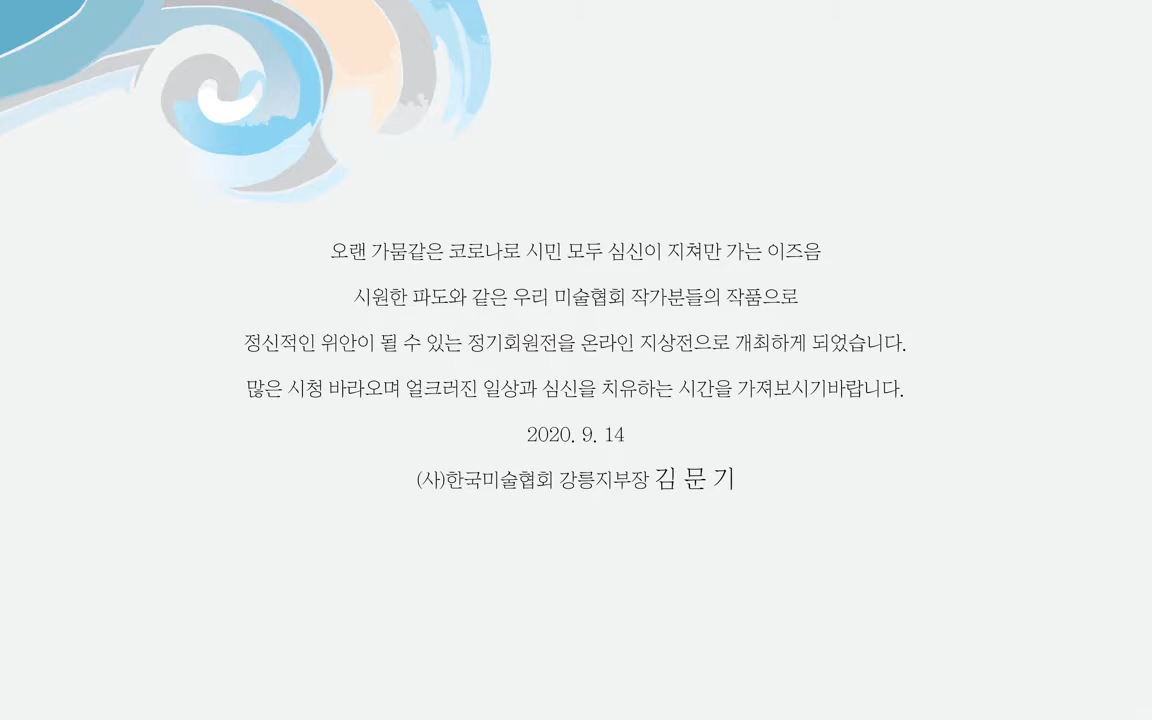 오랜 가뭄같은 코로나로 시민 모두 심신이 지쳐만 가는 이즈음
시원한 파도와 같은 우리 미술협회 작가분들의 작품으로
정신적인 위안이 될 수 있는 정기회원전을 온라인 지상전으로 개최하게 되었습니다.
많은 시청 바라오며 얼크러진 일상과 심신을 치유하는 시간을 가져보시기바랍니다.
2020. 9. 14
(사)한국미술협회 강릉지부장 김 문 기